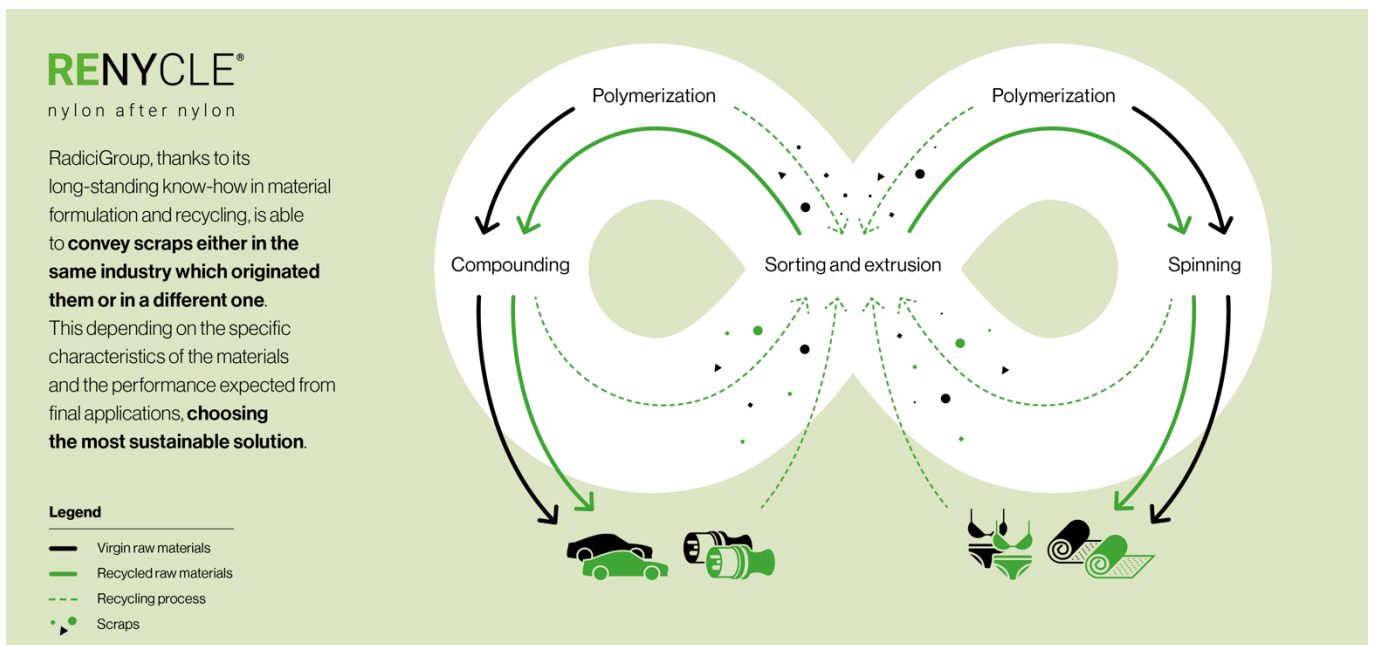 RENYCLE®
nylon after nylon
RadiciGroup, thanks to its
long-standing know-how in material
formulation and recycling, is able
to convey scraps either in the
same industry which originated
them or in a different one.
This depending on the specific
characteristics of the materials
and the performance expected from
final applications, choosing
the most sustainable solution.
Legend
Virgin raw materials
Recycled raw materials
Recycling process
Scraps
Polymerization
Polymerization
Compounding
Sorting and extrusion
Spinning